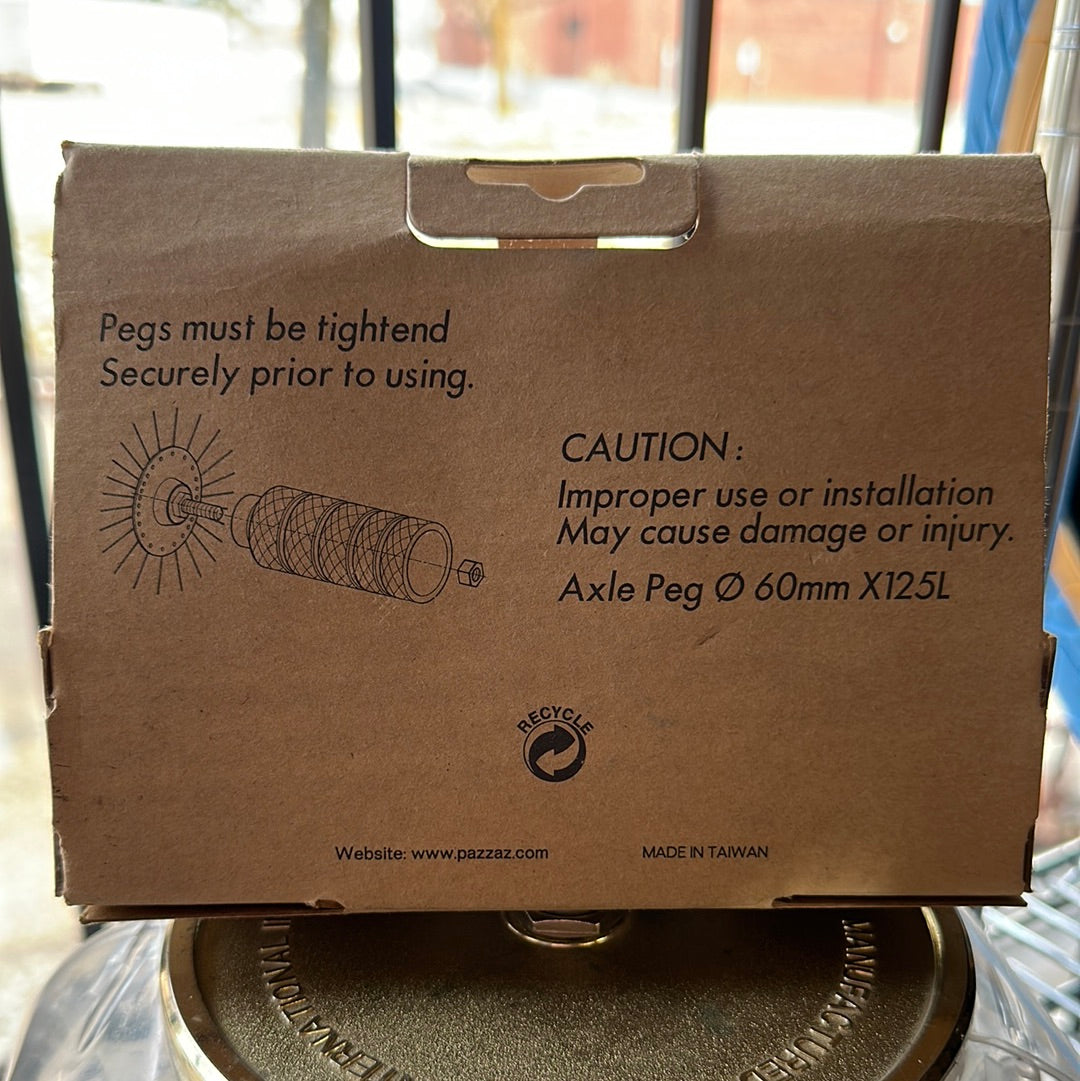 Pegs must be tightend
Securely prior to using.
CAUTION:
Improper use or installation
May cause damage or injury.
Axle Peg Ø 60mm X125L
RECYCLE
Website: www.pazzaz.com
MADE IN TAIWAN
MANUFACTURED